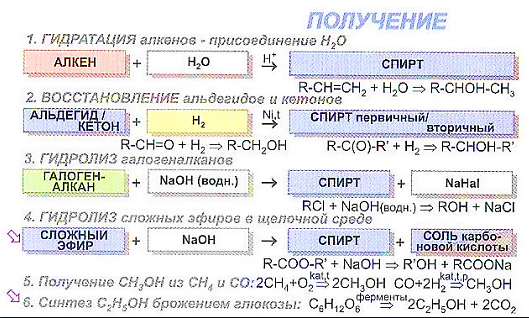 ПОЛУЧЕНИЕ
1. ГИДРАТАЦИЯ алкенов - присоединение H₂O
АЛКЕН + H₂O H⁺→ СПИРТ
R-CH=CH₂ + H₂O ⇒ R-CHOH-CH₃
2. ВОССТАНОВЛЕНИЕ альдегидов и кетонов
АЛЬДЕГИД / КЕТОН + H₂ Ni,t→ СПИРТ первичный/ вторичный
R-CH=O + H₂ ⇒ R-CH₂OH R-C(O)-R' + H₂ ⇒ R-CHOH-R'
3. ГИДРОЛИЗ галогеналканов
ГАЛОГЕН-АЛКАН + NaOH (водн.) → СПИРТ + NaHal
RCl + NaOH(водн.) ⇒ ROH + NaCl
4. ГИДРОЛИЗ сложных эфиров в щелочной среде
СЛОЖНЫЙ ЭФИР + NaOH → СПИРТ + СОЛЬ карбо-новой кислоты
R-COO-R' + NaOH ⇒ R'OH + RCOONa
5. Получение CH₃OH из CH₄ и CO: 2CH₄+O₂ kat,t⇒ 2CH₃OH CO+2H₂ kat,t,p⇒ CH₃OH
6. Синтез C₂H₅OH брожением глюкозы: C₆H₁₂O₆ ферменты⇒ 2C₂H₅OH + 2CO₂